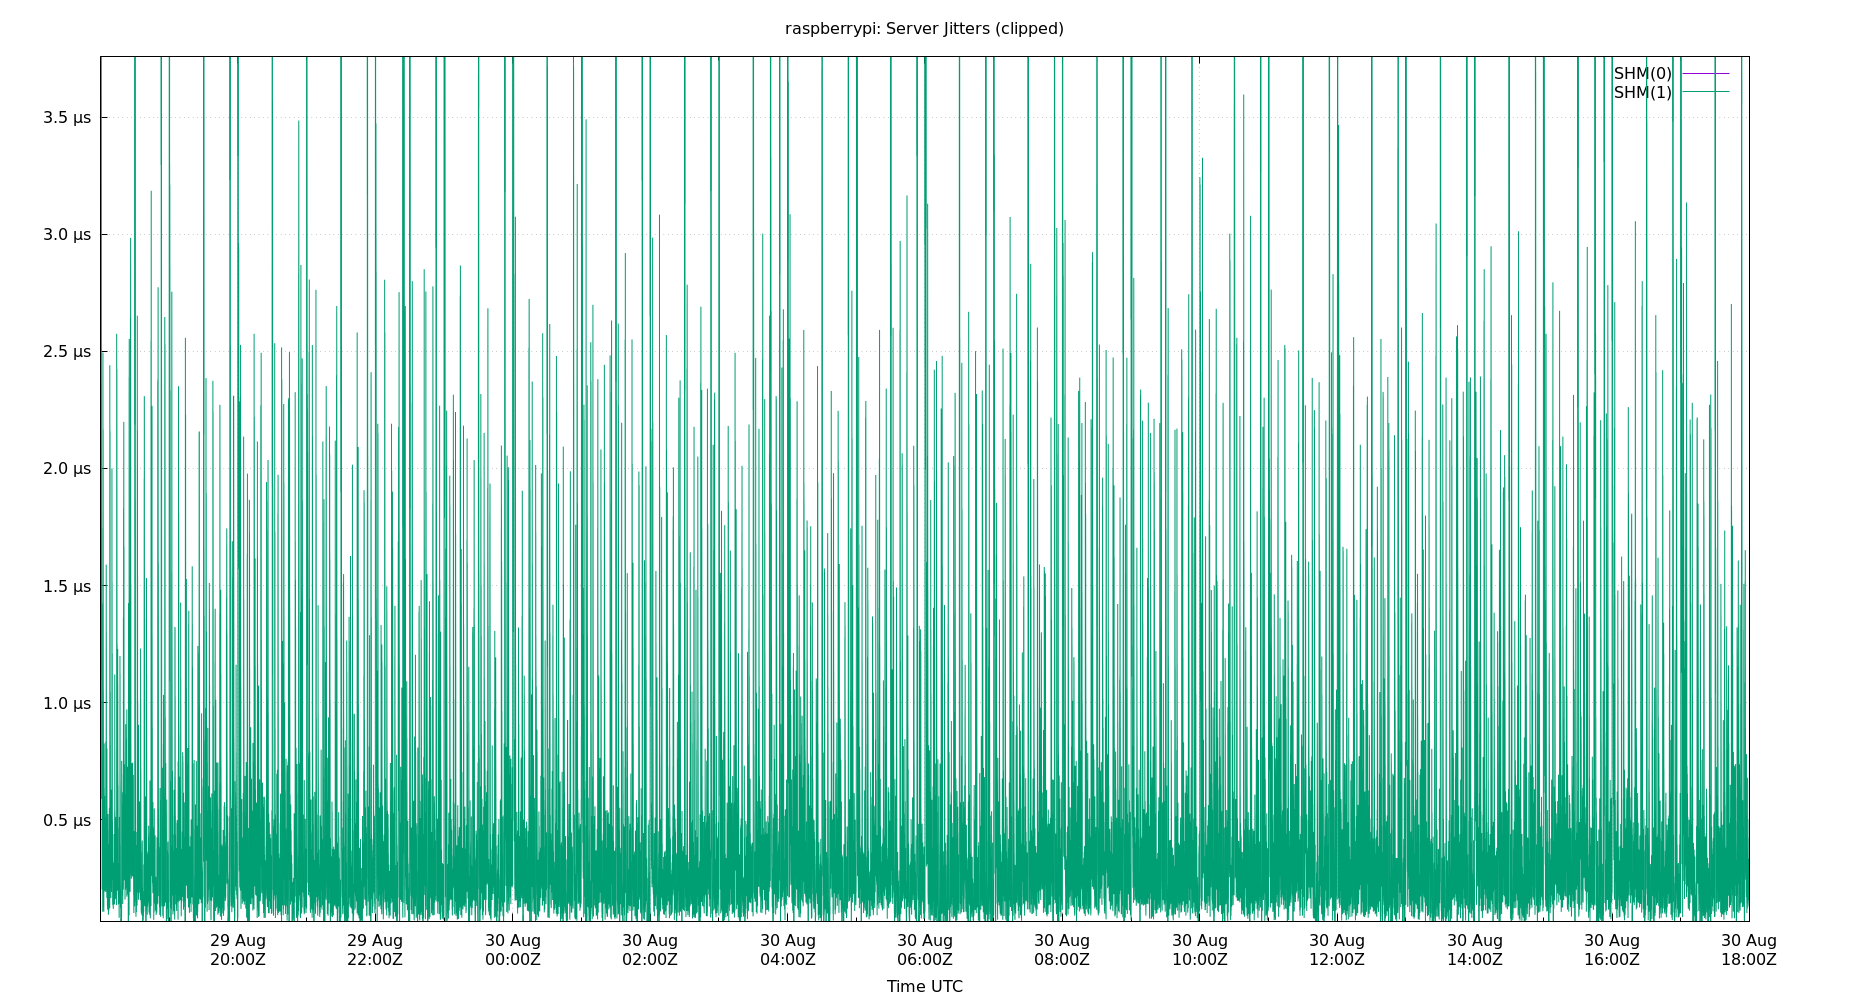 raspberrypi: Server Jitters (clipped)
SHM(0)
SHM(1)
3.5 µs
3.0 µs
2.5 µs
2.0 µs
1.5 µs
1.0 µs
0.5 µs
29 Aug 29 Aug 30 Aug 30 Aug 30 Aug 30 Aug 30 Aug 30 Aug 30 Aug 30 Aug 30 Aug 30 Aug
20:00Z 22:00Z 00:00Z 02:00Z 04:00Z 06:00Z 08:00Z 10:00Z 12:00Z 14:00Z 16:00Z 18:00Z
Time UTC